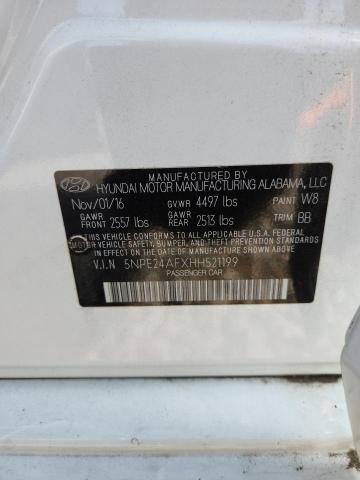 MANUFACTURED BY
HYUNDAI MOTOR MANUFACTURING ALABAMA, LLC
Nov/01/16 GVWR 4497 lbs PAINT W8
GAWR FRONT 2557 lbs GAWR REAR 2513 lbs TRIM BB
THIS VEHICLE CONFORMS TO ALL APPLICABLE U.S.A FEDERAL
MOTOR VEHICLE SAFETY, BUMPER, AND THEFT PREVENTION STANDARDS
IN EFFECT ON THE DATE OF MANUFACTURE SHOWN ABOVE.
V.I.N 5NPE24AFXHH521199
PASSENGER CAR